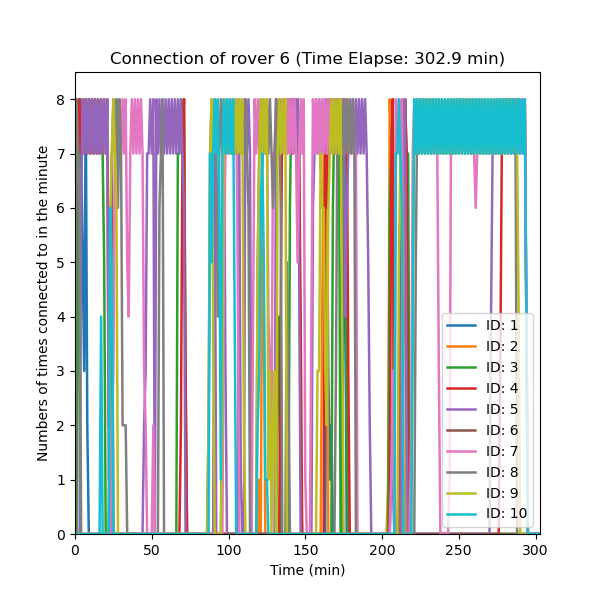 Connection of rover 6 (Time Elapse: 302.9 min)
Numbers of times connected to in the minute
8
7
6
5
4
3
2
1
0
ID: 1
ID: 2
ID: 3
ID: 4
ID: 5
ID: 6
ID: 7
ID: 8
ID: 9
ID: 10
0 50 100 150 200 250 300
Time (min)